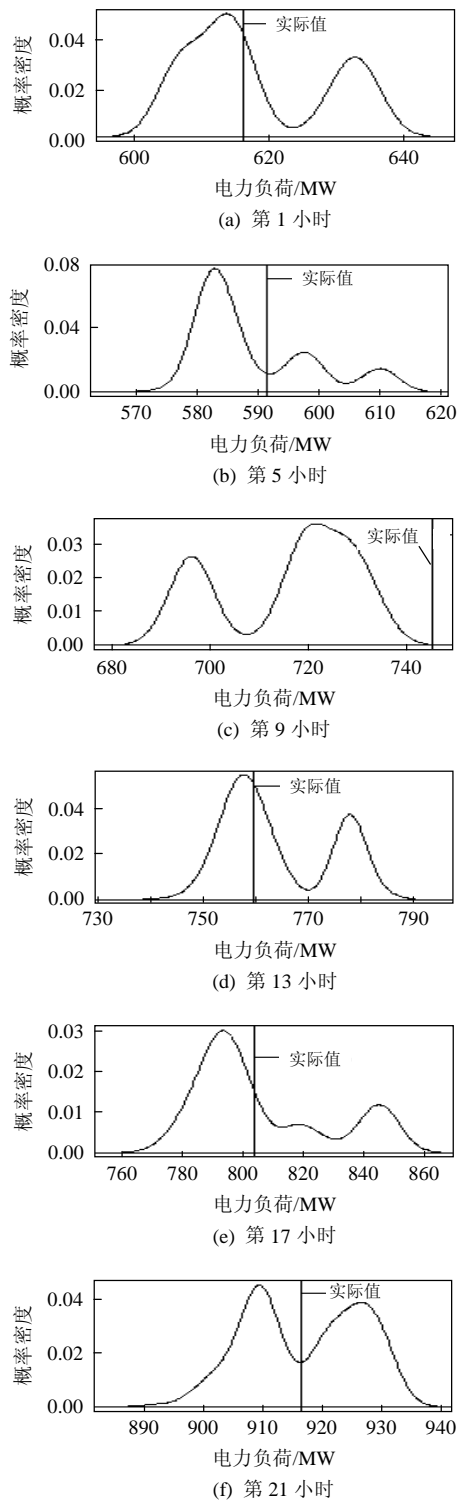 0.04
实际值
0.02
0.00
概率密度
600 620 640
电力负荷/MW
(a) 第 1 小时
0.08
实际值
0.04
0.00
概率密度
570 580 590 600 610 620
电力负荷/MW
(b) 第 5 小时
0.03
实际值
0.02
0.01
0.00
概率密度
680 700 720 740
电力负荷/MW
(c) 第 9 小时
0.04
实际值
0.02
0.00
概率密度
730 750 770 790
电力负荷/MW
(d) 第 13 小时
0.03
实际值
0.02
0.01
0.00
概率密度
760 780 800 820 840 860
电力负荷/MW
(e) 第 17 小时
0.04
实际值
0.02
0.00
概率密度
890 900 910 920 930 940
电力负荷/MW
(f) 第 21 小时